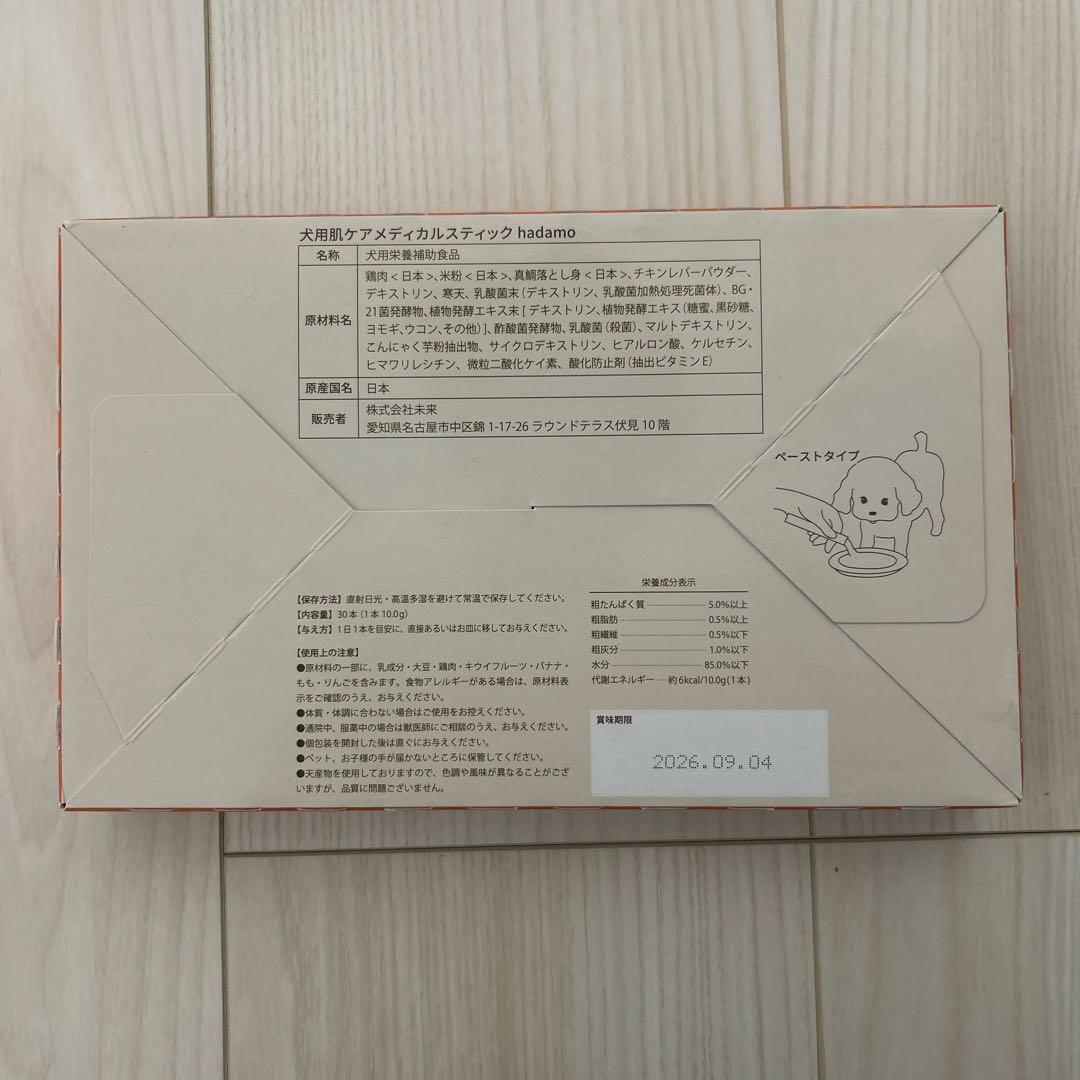 犬用肌ケアメディカルスティック hadamo
名称 犬用栄養補助食品
原材料名 鶏肉 < 日本 >、米粉 < 日本 >、真鯛落とし身 < 日本 >、チキンレバーパウダー、
デキストリン、寒天、乳酸菌末（デキストリン、乳酸菌加熱処理死菌体）、BG・
21菌発酵物、植物発酵エキス末 [ デキストリン、植物発酵エキス（糖蜜、黒砂糖、
ヨモギ、ウコン、その他）]、酢酸菌発酵物、乳酸菌（殺菌）、マルトデキストリン、
こんにゃく芋粉抽出物、サイクロデキストリン、ヒアルロン酸、ケルセチン、
ヒマワリレシチン、微粒二酸化ケイ素、酸化防止剤（抽出ビタミンE）
原産国名 日本
販売者 株式会社未来
愛知県名古屋市中区錦 1-17-26 ラウンドテラス伏見 10 階
ペーストタイプ
【保存方法】直射日光・高温多湿を避けて常温で保存してください。
【内容量】30本（1本 10.0g）
【与え方】1日1本を目安に、直接あるいはお皿に移してお与えください。
【使用上の注意】
●原材料の一部に、乳成分・大豆・鶏肉・キウイフルーツ・バナナ・
もも・りんごを含みます。食物アレルギーがある場合は、原材料表
示をご確認のうえ、お与えください。
●体質・体調に合わない場合はご使用をお控えください。
●通院中、服薬中の場合は獣医師にご相談のうえ、お与えください。
●個包装を開封した後は直ぐにお与えください。
●ペット、お子様の手が届かないところに保管してください。
●天産物を使用しておりますので、色調や風味が異なることがござ
いますが、品質に問題ございません。
栄養成分表示
粗たんぱく質 5.0%以上
粗脂肪 0.5%以上
粗繊維 0.5%以下
粗灰分 1.0%以下
水分 85.0%以下
代謝エネルギー 約6kcal/10.0g（1本）
賞味期限
2026.09.04